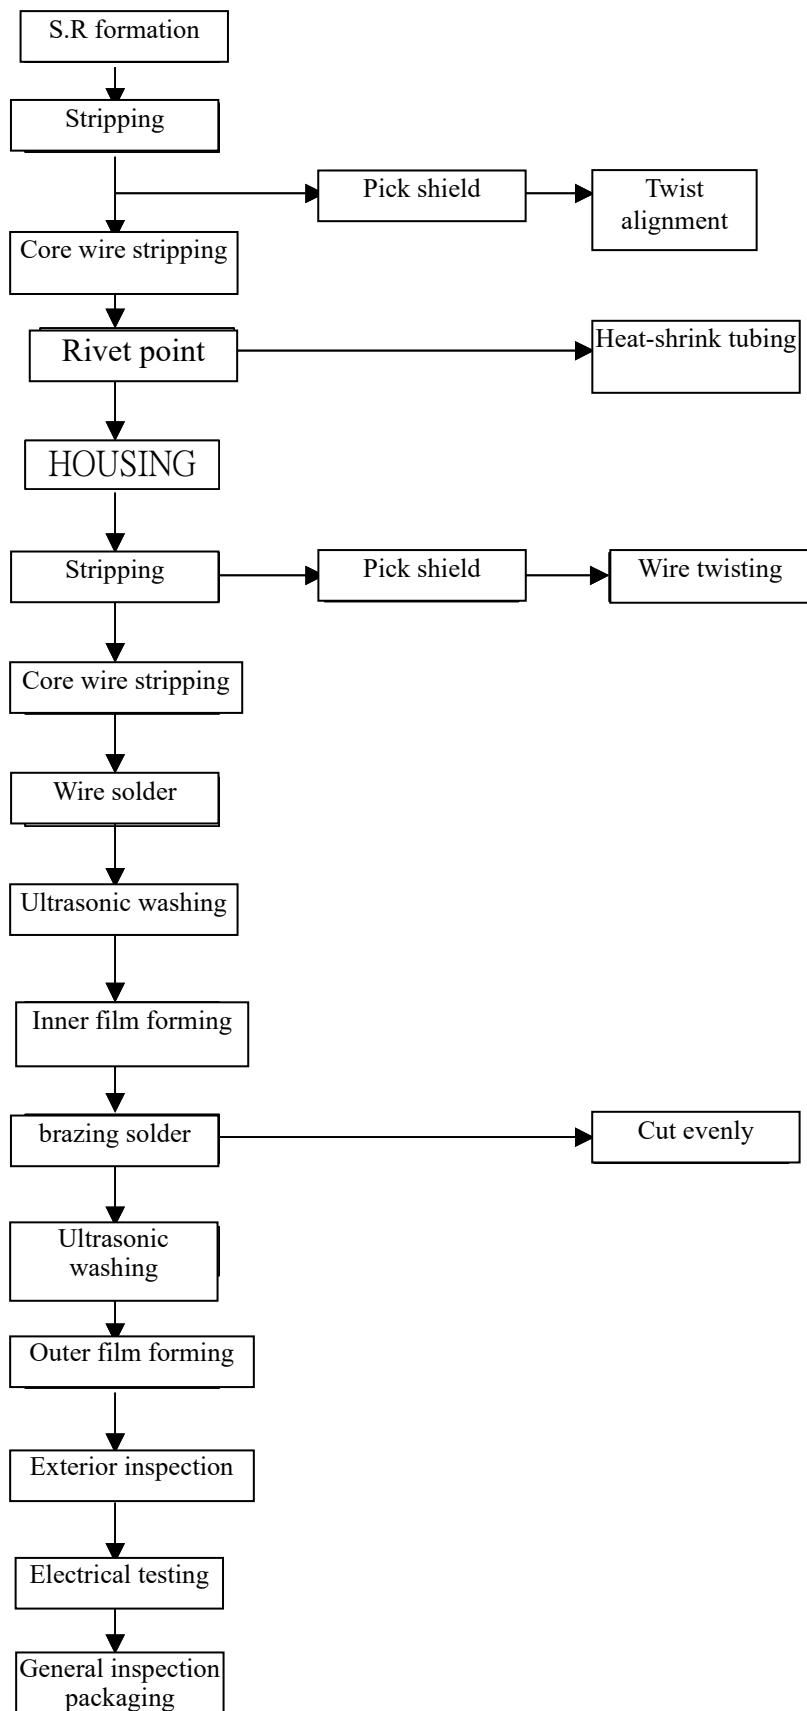 S.R formation
Stripping
Pick shield
Twist
alignment
Core wire stripping
Rivet point
Heat-shrink tubing
HOUSING
Stripping
Pick shield
Wire twisting
Core wire stripping
Wire solder
Ultrasonic washing
Inner film forming
brazing solder
Cut evenly
Ultrasonic
washing
Outer film forming
Exterior inspection
Electrical testing
General inspection
packaging